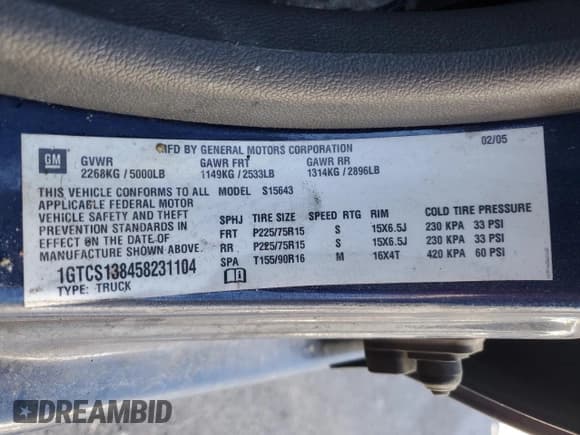 GM
MFD BY GENERAL MOTORS CORPORATION 02/05
GVWR GAWR FRT GAWR RR
2268KG / 5000LB 1149KG / 2533LB 1314KG / 2896LB
THIS VEHICLE CONFORMS TO ALL MODEL S15643
APPLICABLE FEDERAL MOTOR
VEHICLE SAFETY AND THEFT
PREVENTION STANDARDS IN
EFFECT ON THE DATE OF
MANUFACTURE SHOWN ABOVE.
1GTCS138458231104
TYPE: TRUCK
SPHJ TIRE SIZE SPEED RTG RIM COLD TIRE PRESSURE
FRT P225/75R15 S 15X6.5J 230 KPA 33 PSI
RR P225/75R15 S 15X6.5J 230 KPA 33 PSI
SPA T155/90R16 M 16X4T 420 KPA 60 PSI
DREAMBID